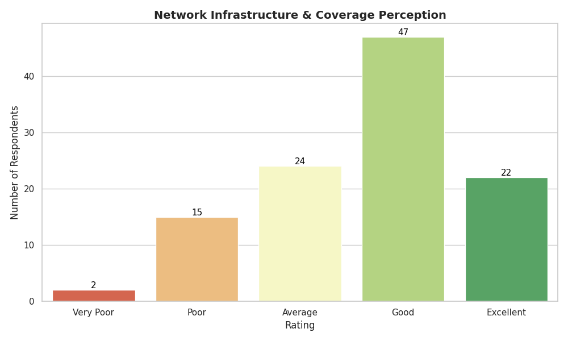 Network Infrastructure & Coverage Perception
47
40
30
24
22
20
15
10
2
0
Number of Respondents
Very Poor Poor Average Good Excellent
Rating